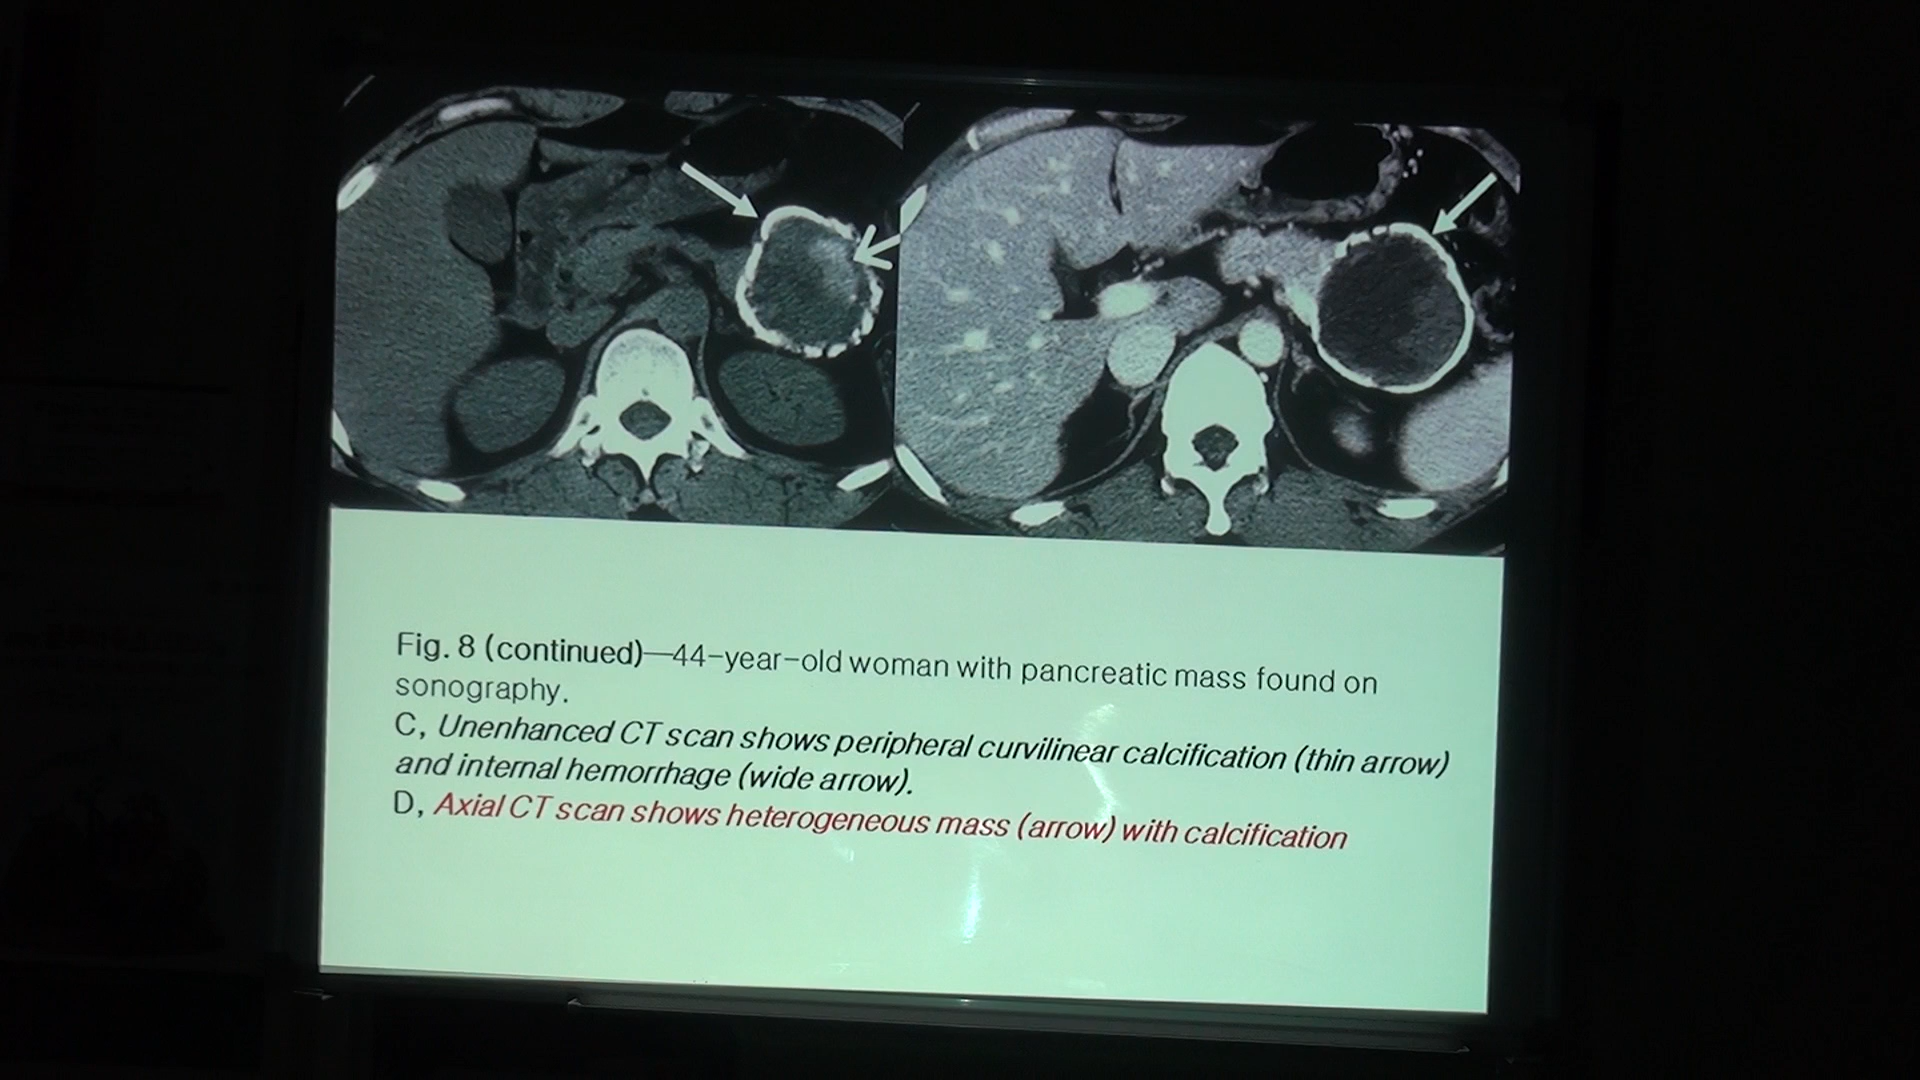 Fig. 8 (continued)—44-year-old woman with pancreatic mass found on
sonography.
C, Unenhanced CT scan shows peripheral curvilinear calcification (thin arrow)
and internal hemorrhage (wide arrow).
D, Axial CT scan shows heterogeneous mass (arrow) with calcification